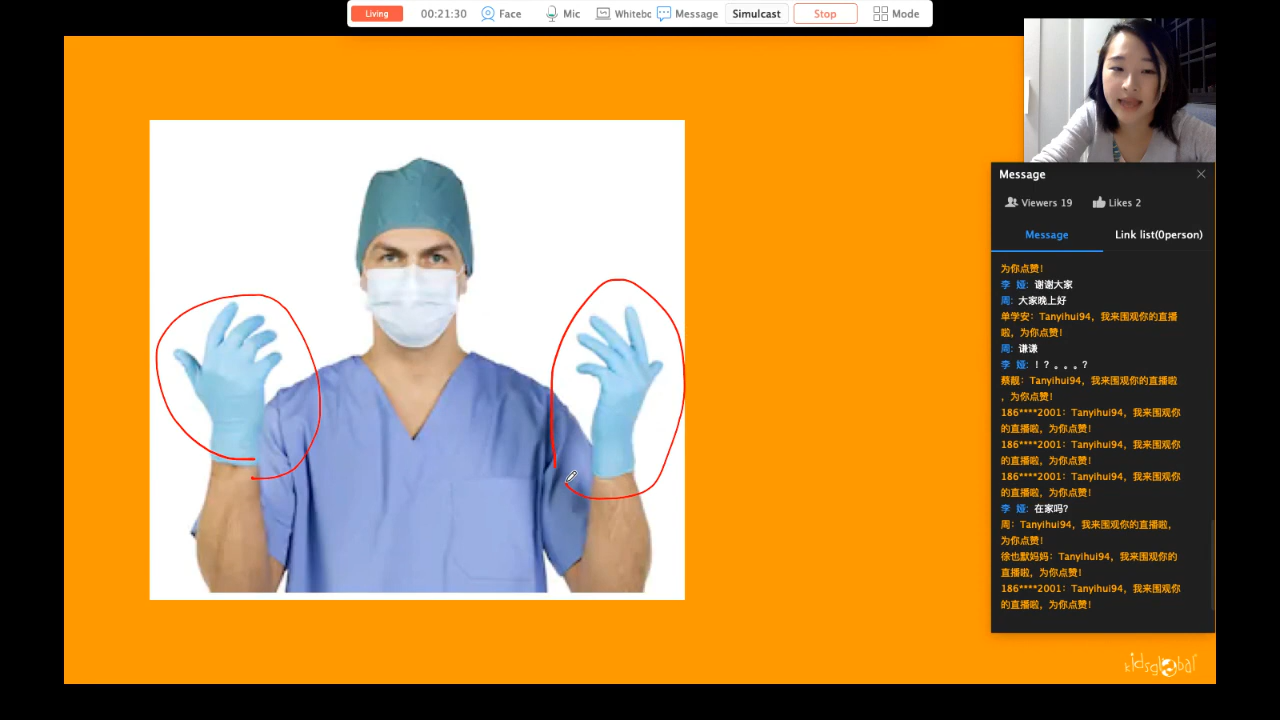 Living 00:21:30 Face Mic Whitebc Message Simulcast Stop Mode
Message
Viewers 19 Likes 2
Message Link list(0person)
为你点赞！
李 娅: 谢谢大家
周: 大家晚上好
单学安: Tanyihui94，我来围观你的直播
啦，为你点赞！
周: 谦谦
李 娅: ！？。。。？
蔡靓: Tanyihui94，我来围观你的直播啦
，为你点赞！
186****2001: Tanyihui94，我来围观你
的直播啦，为你点赞！
186****2001: Tanyihui94，我来围观你
的直播啦，为你点赞！
186****2001: Tanyihui94，我来围观你
的直播啦，为你点赞！
李 娅: 在家吗?
周: Tanyihui94，我来围观你的直播啦，
为你点赞！
徐也默妈妈: Tanyihui94，我来围观你的
直播啦，为你点赞！
186****2001: Tanyihui94，我来围观你
的直播啦，为你点赞！
kidsglobal